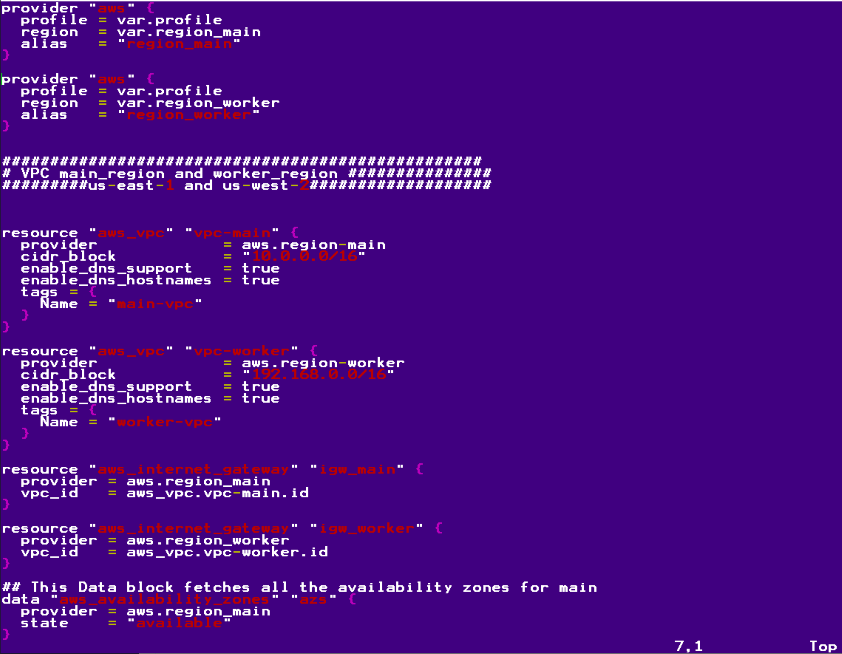 provider "aws" {
  profile = var.profile
  region  = var.region_main
  alias   = "region_main"
}
provider "aws" {
  profile = var.profile
  region  = var.region_worker
  alias   = "region_worker"
}
##################################################
# VPC main_region and worker_region ###############
#########us-east-1 and us-west-2###################
resource "aws_vpc" "vpc-main" {
  provider             = aws.region-main
  cidr_block           = "10.0.0.0/16"
  enable_dns_support   = true
  enable_dns_hostnames = true
  tags = {
    Name = "main-vpc"
  }
}
resource "aws_vpc" "vpc-worker" {
  provider             = aws.region-worker
  cidr_block           = "192.168.0.0/16"
  enable_dns_support   = true
  enable_dns_hostnames = true
  tags = {
    Name = "worker-vpc"
  }
}
resource "aws_internet_gateway" "igw_main" {
  provider = aws.region_main
  vpc_id   = aws_vpc.vpc-main.id
}
resource "aws_internet_gateway" "igw_worker" {
  provider = aws.region_worker
  vpc_id   = aws_vpc.vpc-worker.id
}
## This Data block fetches all the availability zones for main
data "aws_availability_zones" "azs" {
  provider = aws.region_main
  state    = "available"
}
7,1 Top